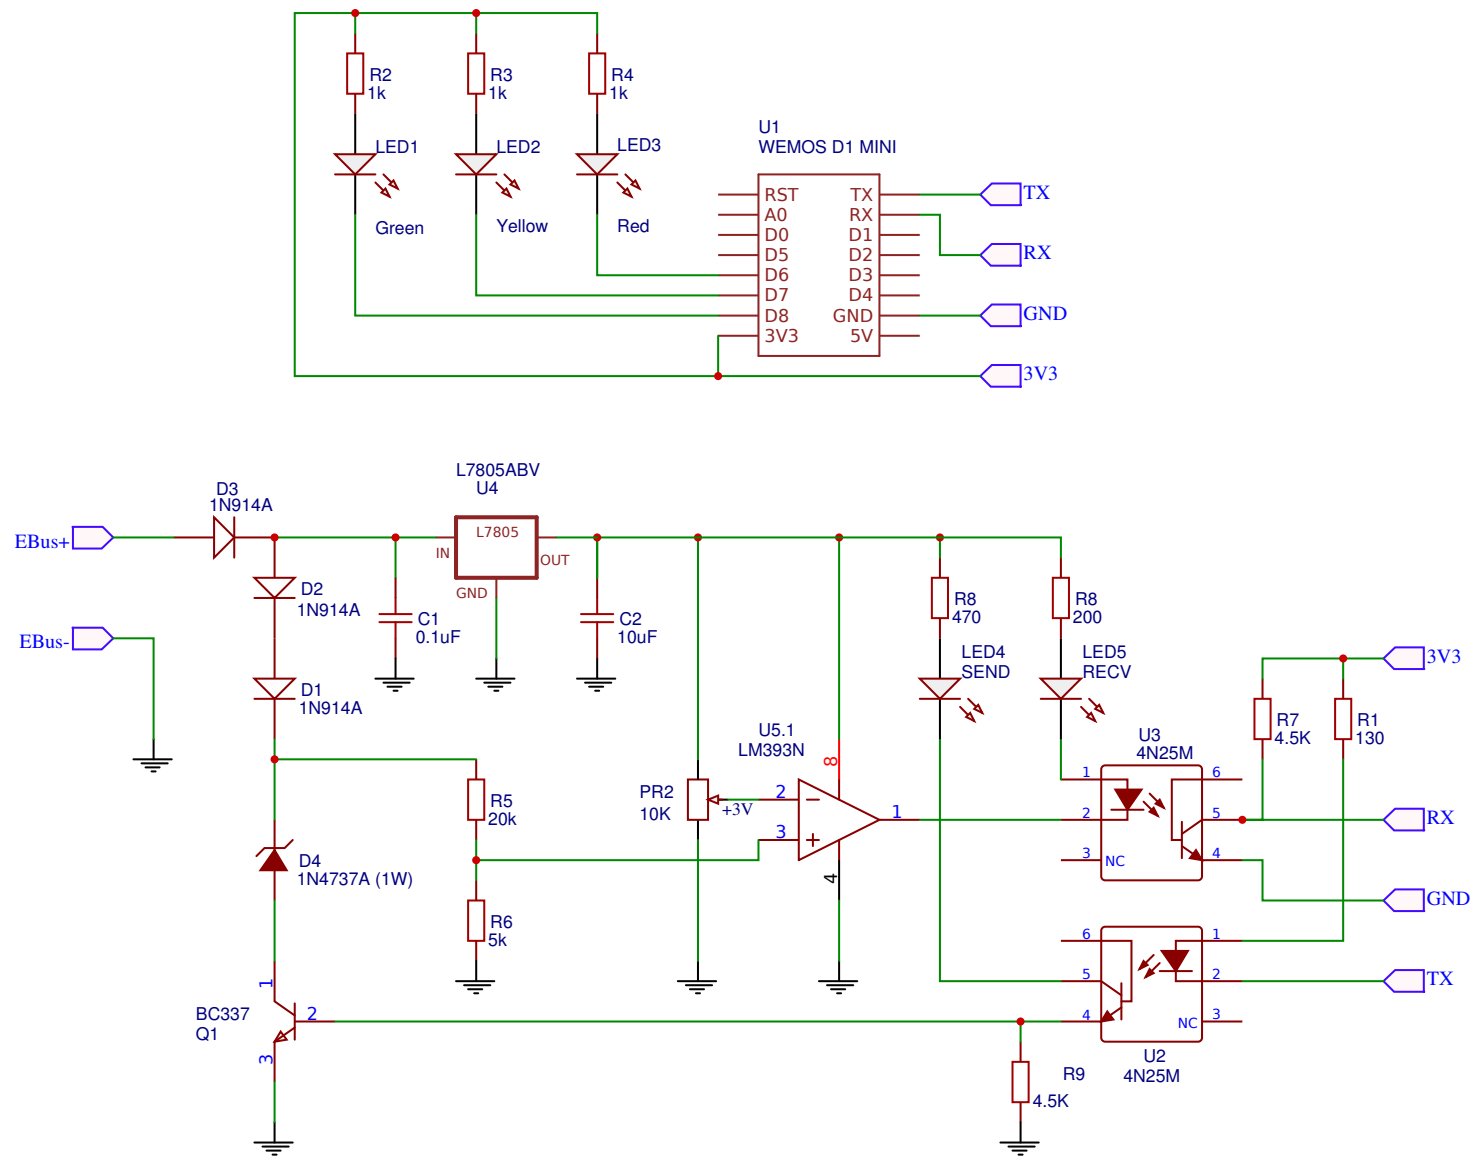 R2
1k
R3
1k
R4
1k
LED1
LED2
LED3
Green
Yellow
Red
U1
WEMOS D1 MINI
RST TX
A0 RX
D0 D1
D5 D2
D6 D3
D7 D4
D8 GND
3V3 5V
TX
RX
GND
3V3
L7805ABV
U4
D3
1N914A
L7805
IN
OUT
GND
EBus+
EBus-
D2
1N914A
C1
0.1uF
C2
10uF
D1
1N914A
R8
470
R8
200
LED4
SEND
LED5
RECV
3V3
R7
4.5K
R1
130
U5.1
LM393N
8
U3
4N25M
1 6
2 5
3 NC 4
RX
GND
PR2
10K
+3V
2
3
1
4
R5
20k
D4
1N4737A (1W)
R6
5k
6 1
5 2
4 NC 3
TX
U2
4N25M
BC337
Q1
1
2
3
R9
4.5K